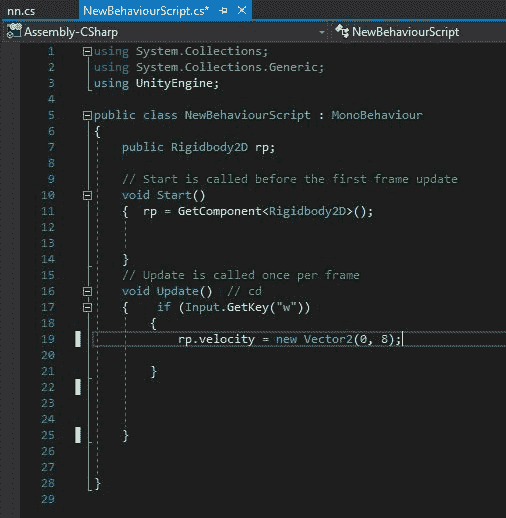 nn.cs NewBehaviourScript.cs*
Assembly-CSharp NewBehaviourScript
1 using System.Collections;
2 using System.Collections.Generic;
3 using UnityEngine;
4
5 public class NewBehaviourScript : MonoBehaviour
6 {
7 public Rigidbody2D rp;
8
9 // Start is called before the first frame update
10 void Start()
11 { rp = GetComponent<Rigidbody2D>();
12
13
14 }
15 // Update is called once per frame
16 void Update() // cd
17 { if (Input.GetKey("w"))
18 {
19 rp.velocity = new Vector2(0, 8);
20
21 }
22
23
24
25 }
26
27
28 }
29